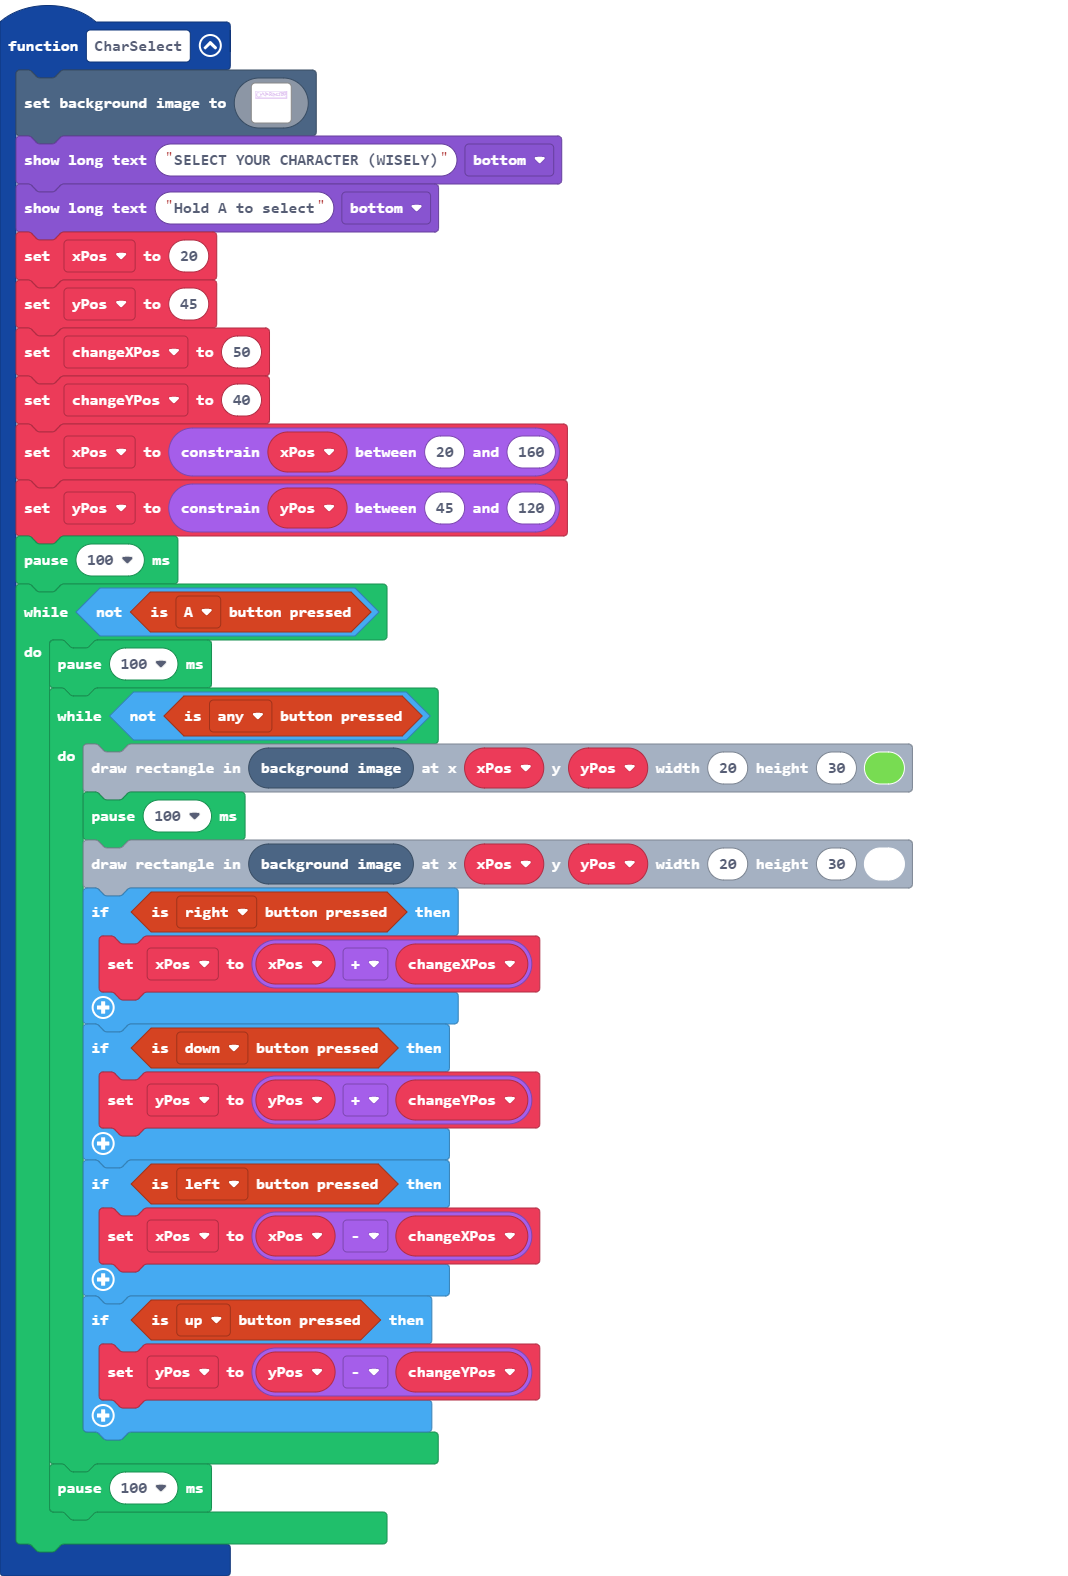 function CharSelect
set background image to
show long text "SELECT YOUR CHARACTER (WISELY)" bottom
show long text "Hold A to select" bottom
set xPos to 20
set yPos to 45
set changeXPos to 50
set changeYPos to 40
set xPos to constrain xPos between 20 and 160
set yPos to constrain yPos between 45 and 120
pause 100 ms
while not is A button pressed
do
pause 100 ms
while not is any button pressed
do
draw rectangle in background image at x xPos y yPos width 20 height 30
pause 100 ms
draw rectangle in background image at x xPos y yPos width 20 height 30
if is right button pressed then
set xPos to xPos + changeXPos
if is down button pressed then
set yPos to yPos + changeYPos
if is left button pressed then
set xPos to xPos - changeXPos
if is up button pressed then
set yPos to yPos - changeYPos
pause 100 ms